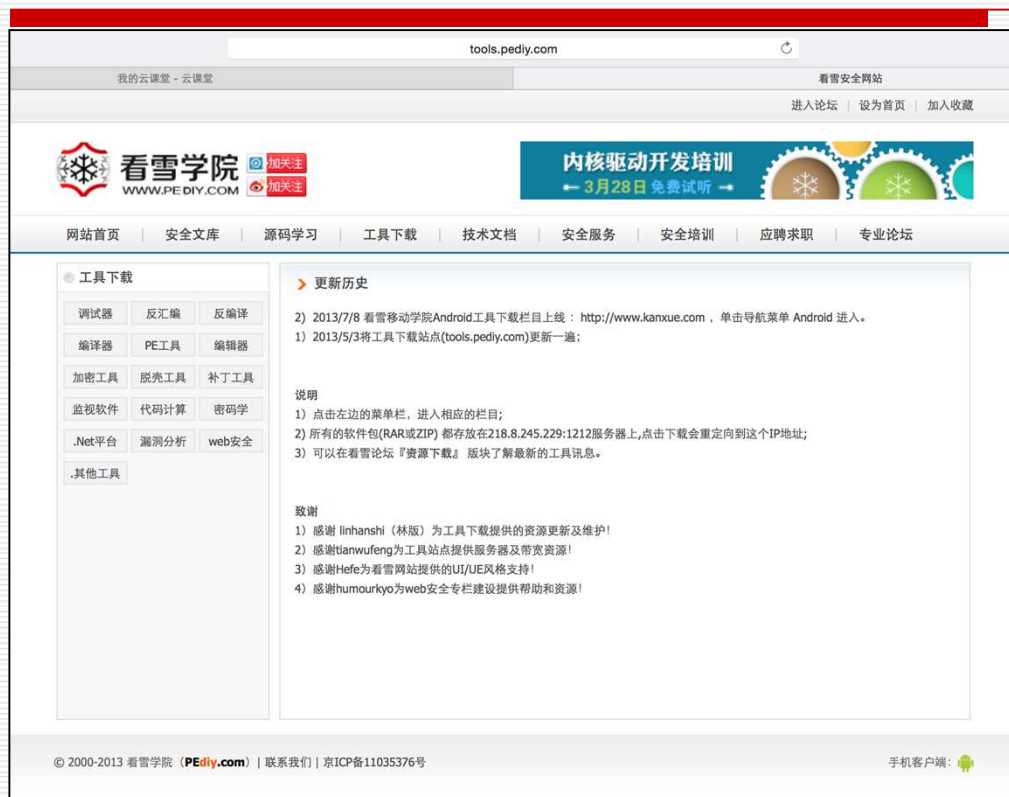 tools.pediy.com
我的云课堂 - 云课堂
看雪安全网站
进入论坛 | 设为首页 | 加入收藏
看雪学院
WWW.PEDIY.COM
加关注
加关注
内核驱动开发培训
3月28日 免费试听
网站首页 | 安全文库 | 源码学习 | 工具下载 | 技术文档 | 安全服务 | 安全培训 | 应聘求职 | 专业论坛
工具下载
调试器 反汇编 反编译
编译器 PE工具 编辑器
加密工具 脱壳工具 补丁工具
监视软件 代码计算 密码学
.Net平台 漏洞分析 web安全
.其他工具
更新历史
2) 2013/7/8 看雪移动学院Android工具下载栏目上线 : http://www.kanxue.com ,单击导航菜单 Android 进入。
1) 2013/5/3将工具下载站点(tools.pediy.com)更新一遍;
说明
1) 点击左边的菜单栏,进入相应的栏目;
2) 所有的软件包(RAR或ZIP) 都存放在218.8.245.229:1212服务器上,点击下载会重定向到这个IP地址;
3) 可以在看雪论坛『资源下载』 版块了解最新的工具讯息。
致谢
1) 感谢 linhanshi(林版)为工具下载提供的资源更新及维护!
2) 感谢tianwufeng为工具站点提供服务器及带宽资源!
3) 感谢Hefe为看雪网站提供的UI/UE风格支持!
4) 感谢humourkyo为web安全专栏建设提供帮助和资源!
© 2000-2013 看雪学院(PEdiy.com)| 联系我们 | 京ICP备11035376号
手机客户端: